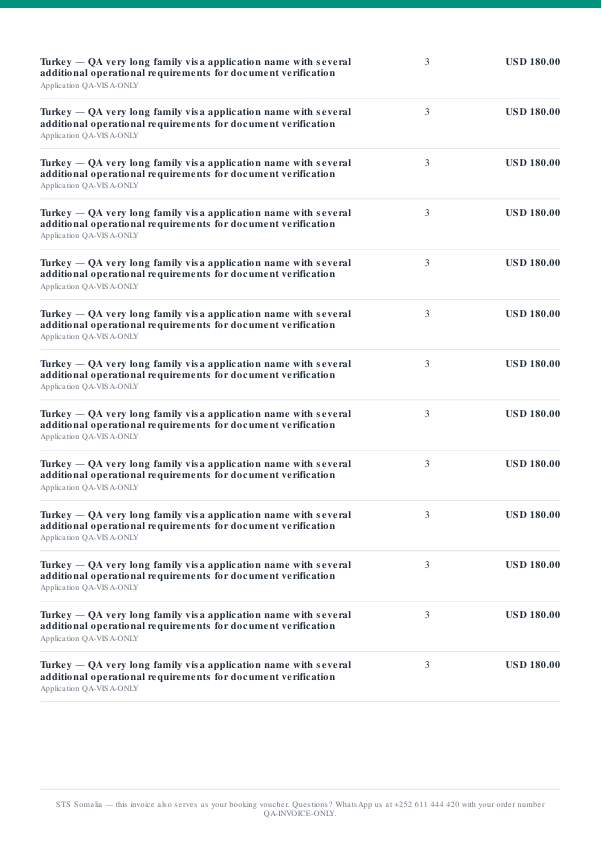 Turkey — QA very long family visa application name with several 3 USD 180.00
additional operational requirements for document verification
Application QA-VISA-ONLY
Turkey — QA very long family visa application name with several 3 USD 180.00
additional operational requirements for document verification
Application QA-VISA-ONLY
Turkey — QA very long family visa application name with several 3 USD 180.00
additional operational requirements for document verification
Application QA-VISA-ONLY
Turkey — QA very long family visa application name with several 3 USD 180.00
additional operational requirements for document verification
Application QA-VISA-ONLY
Turkey — QA very long family visa application name with several 3 USD 180.00
additional operational requirements for document verification
Application QA-VISA-ONLY
Turkey — QA very long family visa application name with several 3 USD 180.00
additional operational requirements for document verification
Application QA-VISA-ONLY
Turkey — QA very long family visa application name with several 3 USD 180.00
additional operational requirements for document verification
Application QA-VISA-ONLY
Turkey — QA very long family visa application name with several 3 USD 180.00
additional operational requirements for document verification
Application QA-VISA-ONLY
Turkey — QA very long family visa application name with several 3 USD 180.00
additional operational requirements for document verification
Application QA-VISA-ONLY
Turkey — QA very long family visa application name with several 3 USD 180.00
additional operational requirements for document verification
Application QA-VISA-ONLY
Turkey — QA very long family visa application name with several 3 USD 180.00
additional operational requirements for document verification
Application QA-VISA-ONLY
Turkey — QA very long family visa application name with several 3 USD 180.00
additional operational requirements for document verification
Application QA-VISA-ONLY
Turkey — QA very long family visa application name with several 3 USD 180.00
additional operational requirements for document verification
Application QA-VISA-ONLY
STS Somalia — this invoice also serves as your booking voucher. Questions? WhatsApp us at +252 611 444 420 with your order number
QA-INVOICE-ONLY.